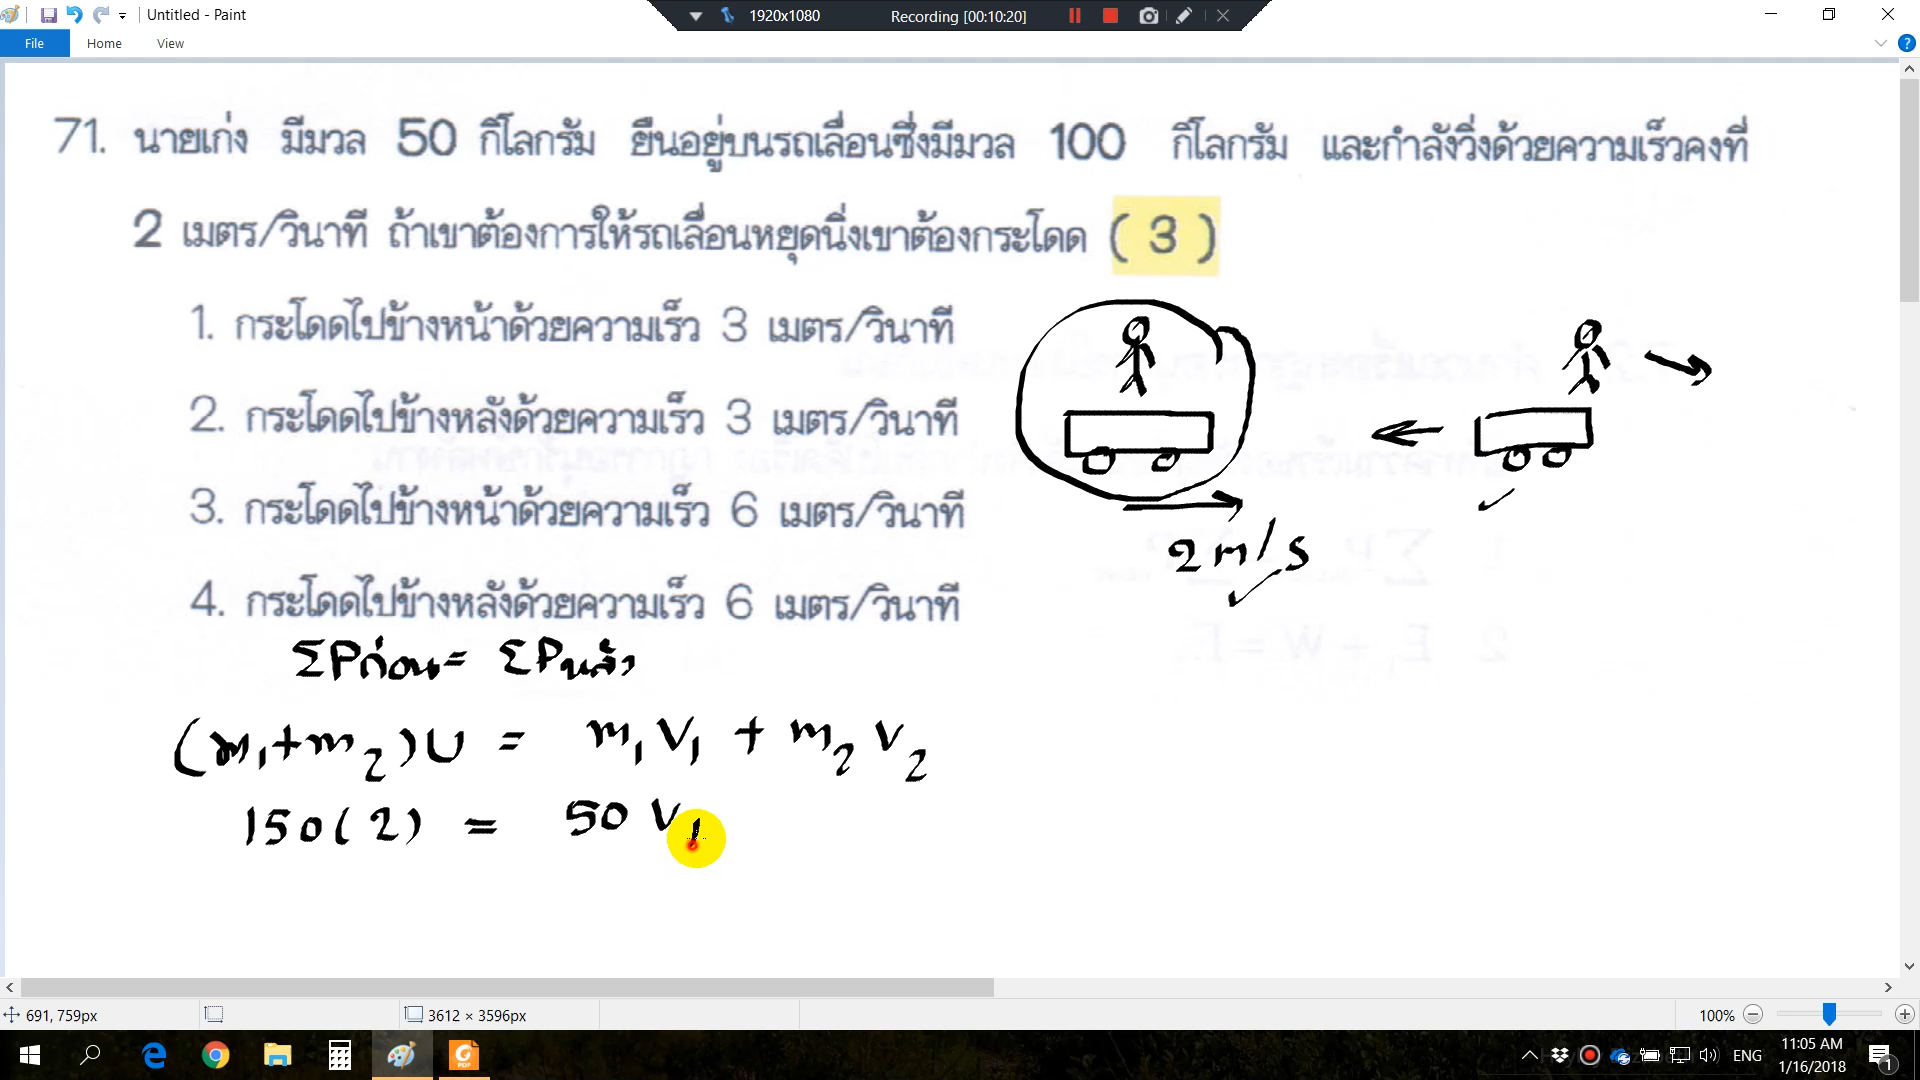 Untitled - Paint
1920x1080
Recording [00:10:20]
File Home View
71. นายเก่ง มีมวล 50 กิโลกรัม ยืนอยู่บนรถเลื่อนซึ่งมีมวล 100 กิโลกรัม และกำลังวิ่งด้วยความเร็วคงที่
2 เมตร/วินาที ถ้าเขาต้องการให้รถเลื่อนหยุดนิ่งเขาต้องกระโดด ( 3 )
1. กระโดดไปข้างหน้าด้วยความเร็ว 3 เมตร/วินาที
2. กระโดดไปข้างหลังด้วยความเร็ว 3 เมตร/วินาที
3. กระโดดไปข้างหน้าด้วยความเร็ว 6 เมตร/วินาที
4. กระโดดไปข้างหลังด้วยความเร็ว 6 เมตร/วินาที
2 m/s
ΣPก่อน = ΣPหลัง
(m₁+m₂)U = m₁V₁ + m₂V₂
150(2) = 50 V₁
691, 759px
3612 × 3596px
100%
ENG
11:05 AM
1/16/2018
1